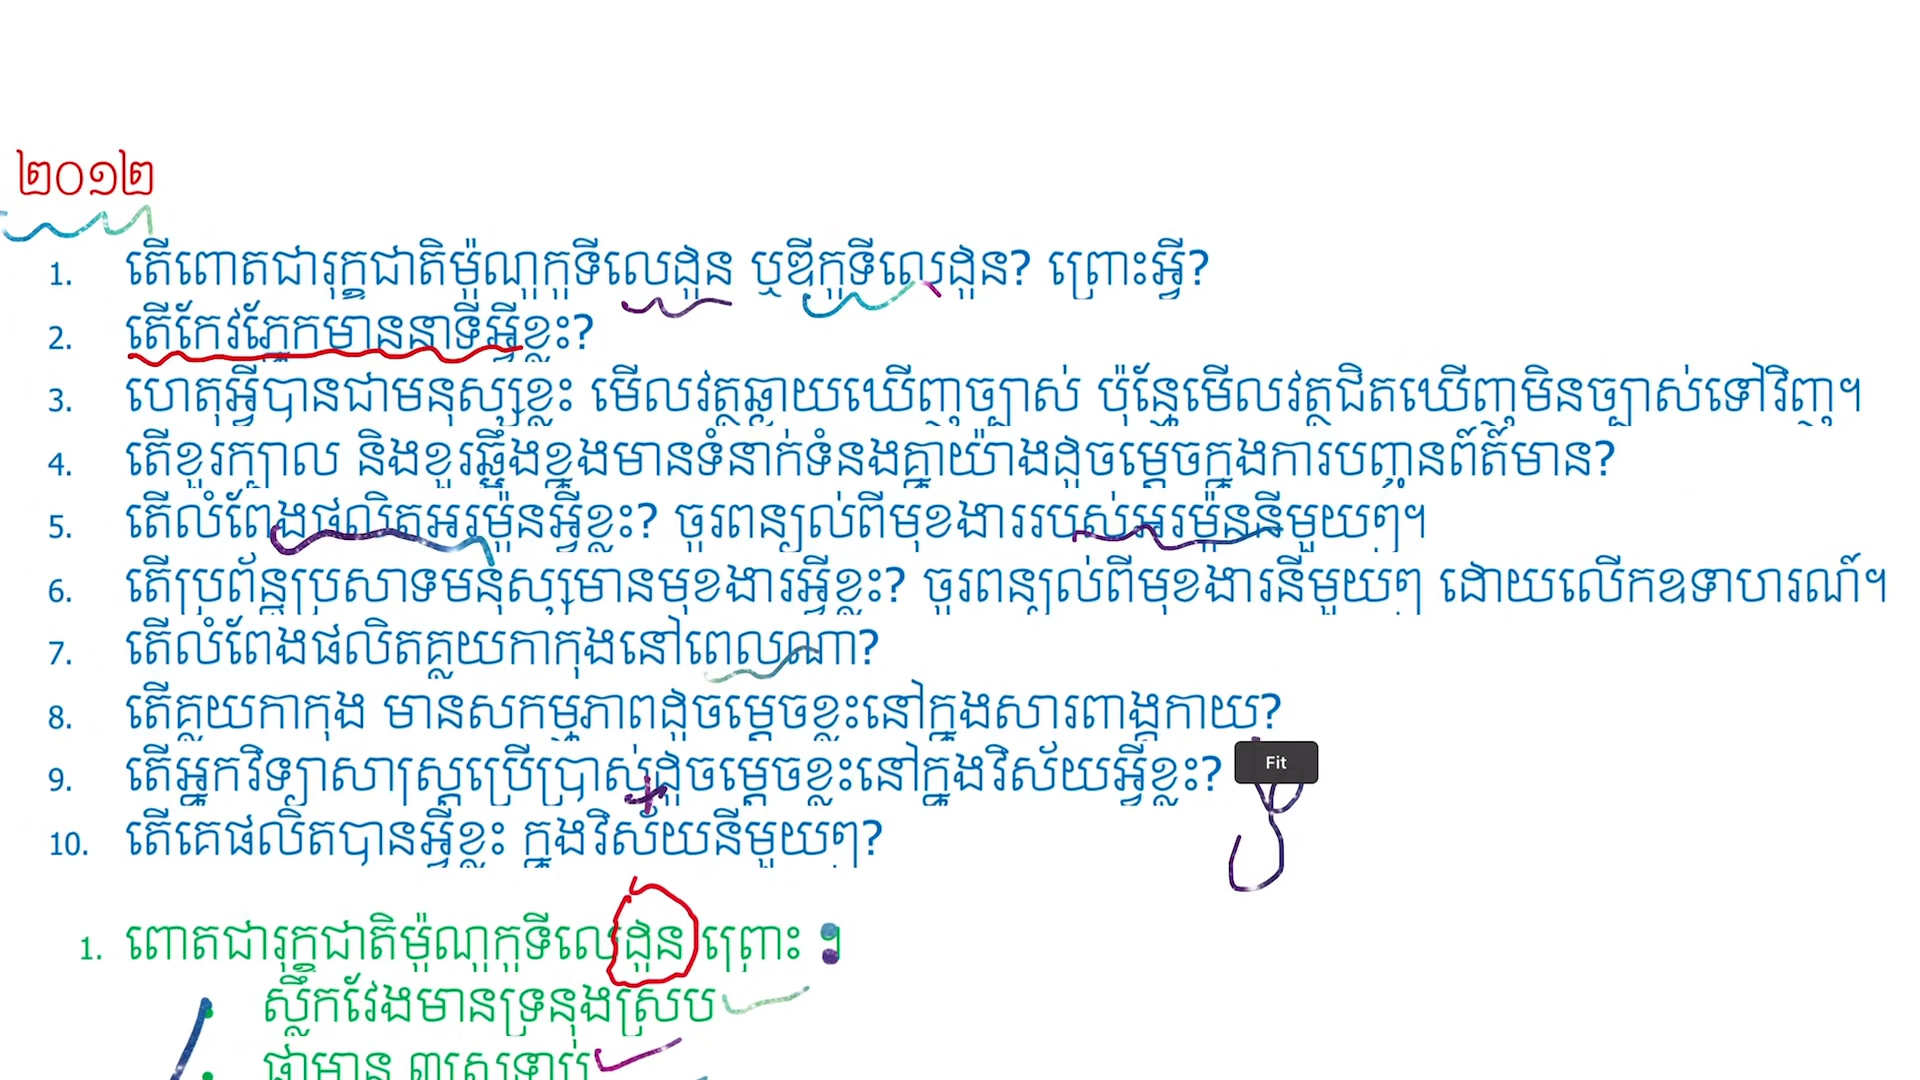 ២០១២
1. តើពោតជារុក្ខជាតិម៉ូណូកូទីលេដូន ឬឌីកូទីលេដូន? ព្រោះអ្វី?
2. តើកែវភ្នែកមាននាទីអ្វីខ្លះ?
3. ហេតុអ្វីបានជាមនុស្សខ្លះ មើលវត្ថុឆ្ងាយឃើញច្បាស់ ប៉ុន្តែមើលវត្ថុជិតឃើញមិនច្បាស់ទៅវិញ។
4. តើខួរក្បាល និងខួរឆ្អឹងខ្នងមានទំនាក់ទំនងគ្នាយ៉ាងដូចម្តេចក្នុងការបញ្ជូនព័ត៌មាន?
5. តើលំពែងផលិតអរម៉ូនអ្វីខ្លះ? ចូរពន្យល់ពីមុខងាររបស់អរម៉ូននីមួយៗ។
6. តើប្រព័ន្ធប្រសាទមនុស្សមានមុខងារអ្វីខ្លះ? ចូរពន្យល់ពីមុខងារនីមួយៗ ដោយលើកឧទាហរណ៍។
7. តើលំពែងផលិតគ្លុយកាកុងនៅពេលណា?
8. តើគ្លុយកាកុង មានសកម្មភាពដូចម្តេចខ្លះនៅក្នុងសារពាង្គកាយ?
9. តើអ្នកវិទ្យាសាស្ត្រប្រើប្រាស់ដូចម្តេចខ្លះនៅក្នុងវិស័យអ្វីខ្លះ?
Fit
10. តើគេផលិតបានអ្វីខ្លះ ក្នុងវិស័យនីមួយៗ?
1. ពោតជារុក្ខជាតិម៉ូណូកូទីលេដូន ព្រោះ ៖
• ស្លឹកវែងមានទ្រនុងស្រប
• ផ្កាមាន ៣ស្រទាប់